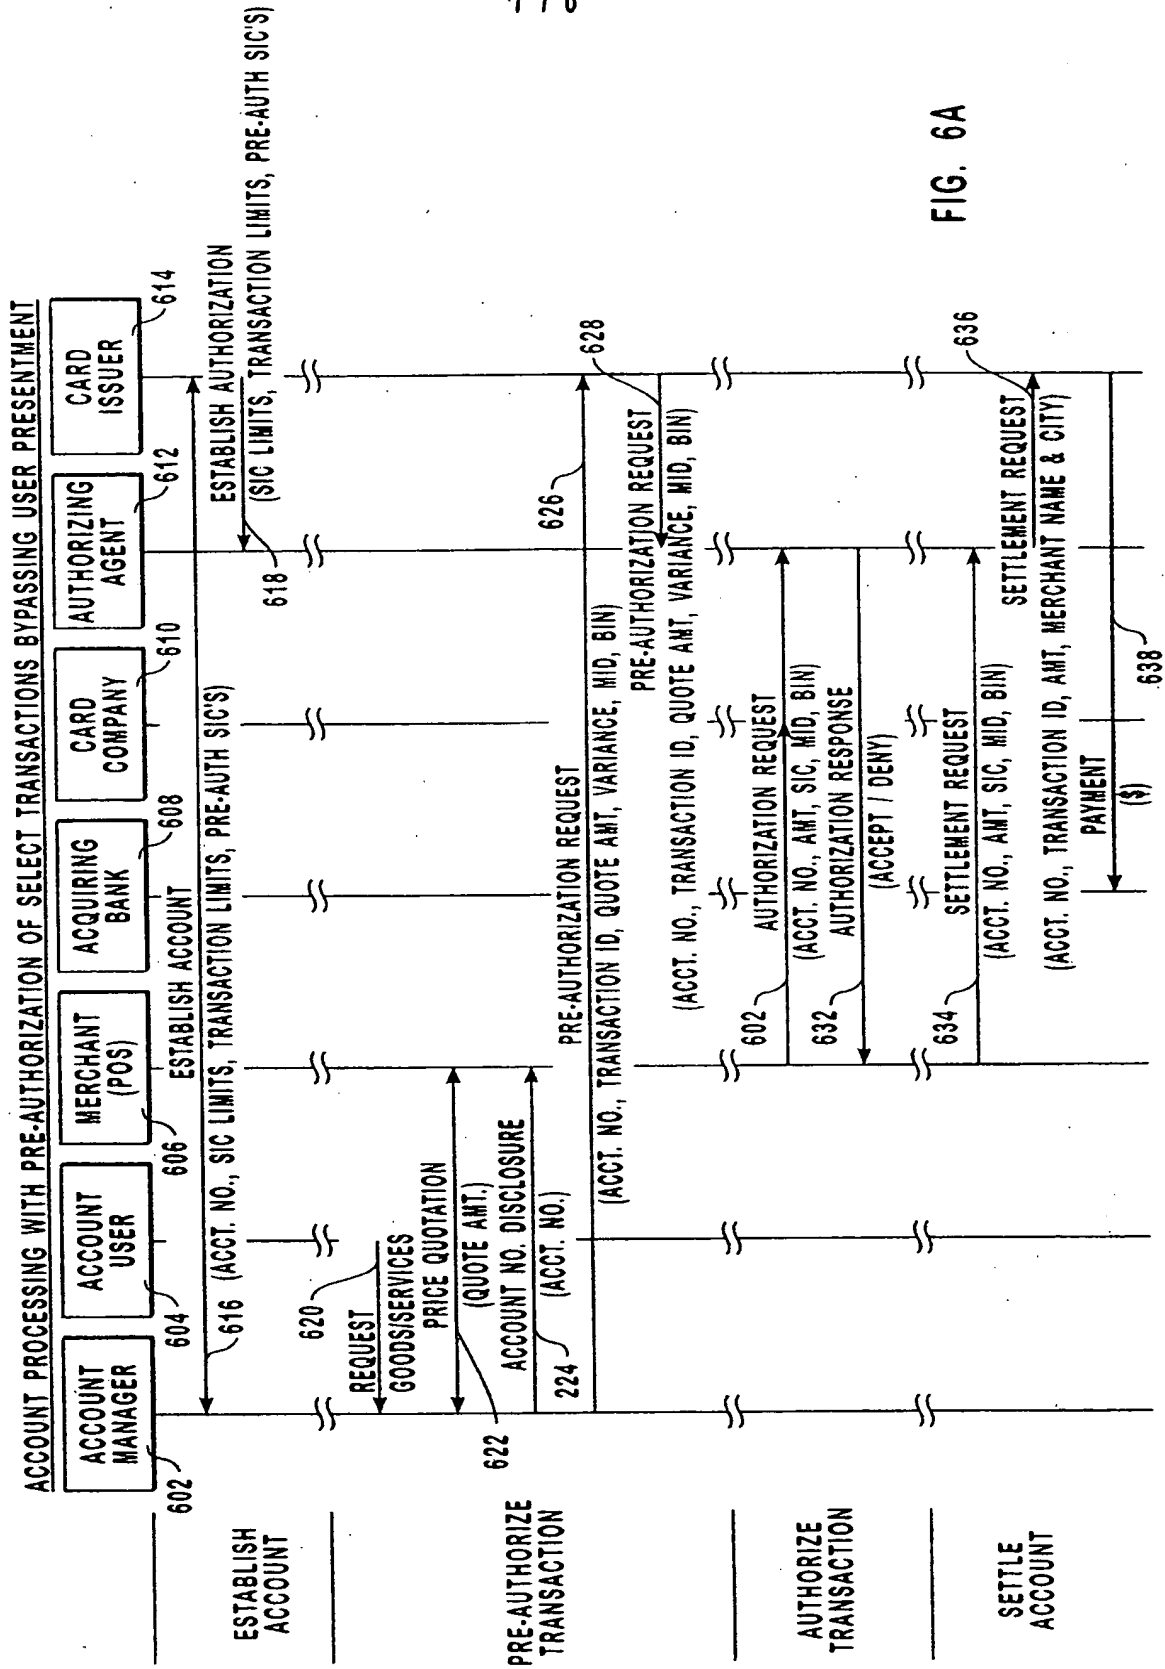 ACCOUNT PROCESSING WITH PRE-AUTHORIZATION OF SELECT TRANSACTIONS BYPASSING USER PRESENTMENT
ACCOUNT
MANAGER
602
ACCOUNT
USER
604
MERCHANT
(POS)
606
ACQUIRING
BANK
608
CARD
COMPANY
610
AUTHORIZING
AGENT
612
CARD
ISSUER
614
ESTABLISH
ACCOUNT
ESTABLISH ACCOUNT
616 (ACCT. NO., SIC LIMITS, TRANSACTION LIMITS, PRE-AUTH SIC'S)
ESTABLISH AUTHORIZATION
(SIC LIMITS, TRANSACTION LIMITS, PRE-AUTH SIC'S)
618
PRE-AUTHORIZE
TRANSACTION
620
REQUEST
GOODS/SERVICES
PRICE QUOTATION
(QUOTE AMT.)
622
ACCOUNT NO. DISCLOSURE
(ACCT. NO.)
224
PRE-AUTHORIZATION REQUEST
626
(ACCT. NO., TRANSACTION ID, QUOTE AMT, VARIANCE, MID, BIN)
628
PRE-AUTHORIZATION REQUEST
(ACCT. NO., TRANSACTION ID, QUOTE AMT, VARIANCE, MID, BIN)
AUTHORIZE
TRANSACTION
602
AUTHORIZATION REQUEST
(ACCT. NO., AMT, SIC, MID, BIN)
632
AUTHORIZATION RESPONSE
(ACCEPT / DENY)
SETTLE
ACCOUNT
634
SETTLEMENT REQUEST
(ACCT. NO., AMT, SIC, MID, BIN)
SETTLEMENT REQUEST
636
(ACCT. NO., TRANSACTION ID, AMT, MERCHANT NAME & CITY)
PAYMENT
($)
638
FIG. 6A